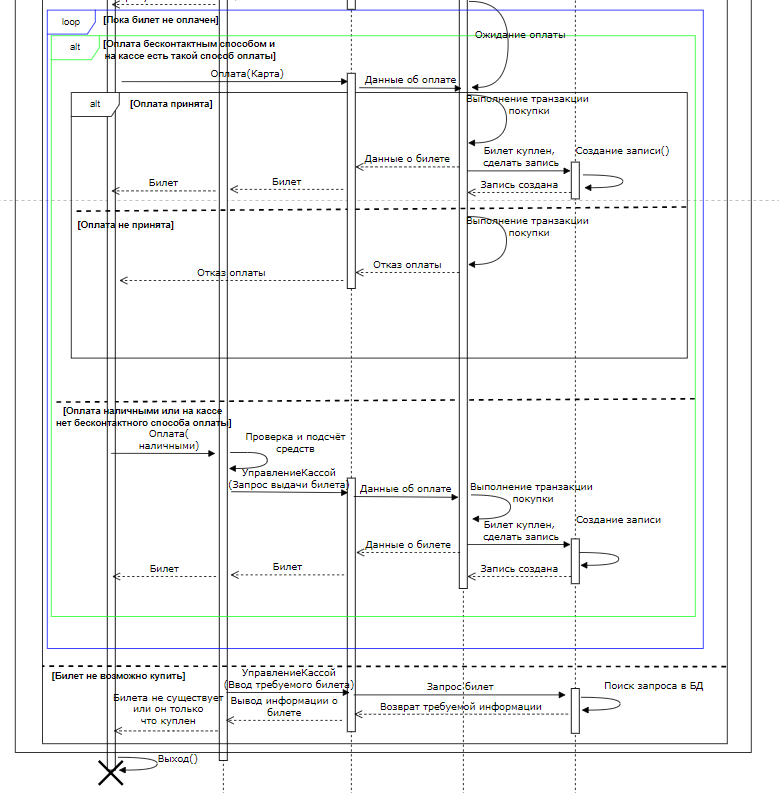 loop
[Пока билет не оплачен]
Ожидание оплаты
alt
[Оплата бесконтактным способом и
на кассе есть такой способ оплаты]
Оплата(Карта)
Данные об оплате
alt
[Оплата принята]
Выполнение транзакции
покупки
Билет куплен,
сделать запись
Создание записи()
Данные о билете
Билет
Билет
Запись создана
[Оплата не принята]
Выполнение транзакции
покупки
Отказ оплаты
Отказ оплаты
[Оплата наличными или на кассе
нет бесконтактного способа оплаты]
Оплата(
наличными)
Проверка и подсчёт
средств
УправлениеКассой
(Запрос выдачи билета)
Данные об оплате
Выполнение транзакции
покупки
Билет куплен,
сделать запись
Создание записи
Данные о билете
Билет
Билет
Запись создана
[Билет не возможно купить]
УправлениеКассой
(Ввод требуемого билета)
Запрос билет
Поиск запроса в БД
Билета не существует
или он только
что куплен
Вывод информации о
билете
Возврат требуемой информации
Выход()